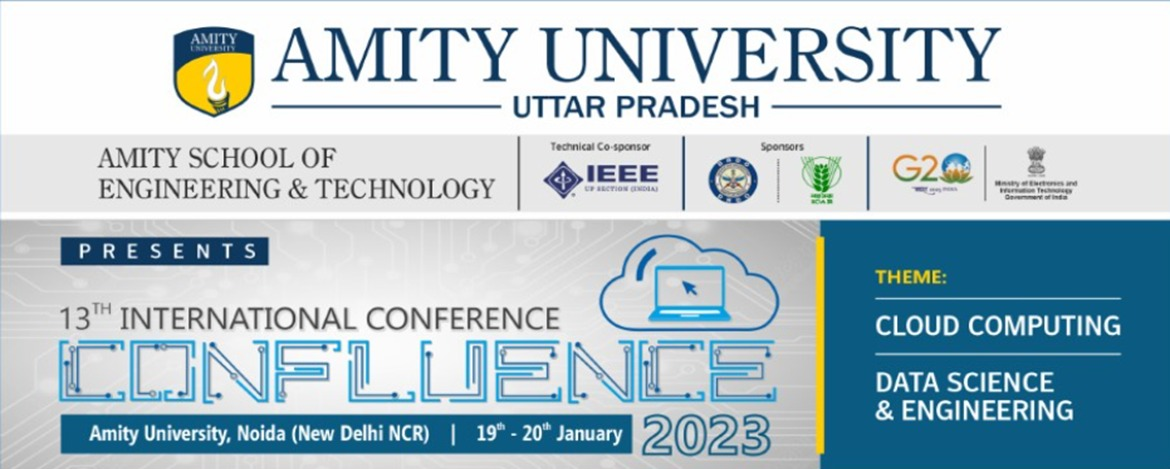 AMITY
UNIVERSITY
AMITY UNIVERSITY
UTTAR PRADESH
AMITY SCHOOL OF
ENGINEERING & TECHNOLOGY
Technical Co-sponsor
IEEE
UP SECTION (INDIA)
Sponsors
ICAR
G20
Ministry of Electronics and
Information Technology
Government of India
PRESENTS
13TH INTERNATIONAL CONFERENCE
CONFLUENCE
Amity University, Noida (New Delhi NCR) | 19th - 20th January
2023
THEME:
CLOUD COMPUTING
DATA SCIENCE
& ENGINEERING